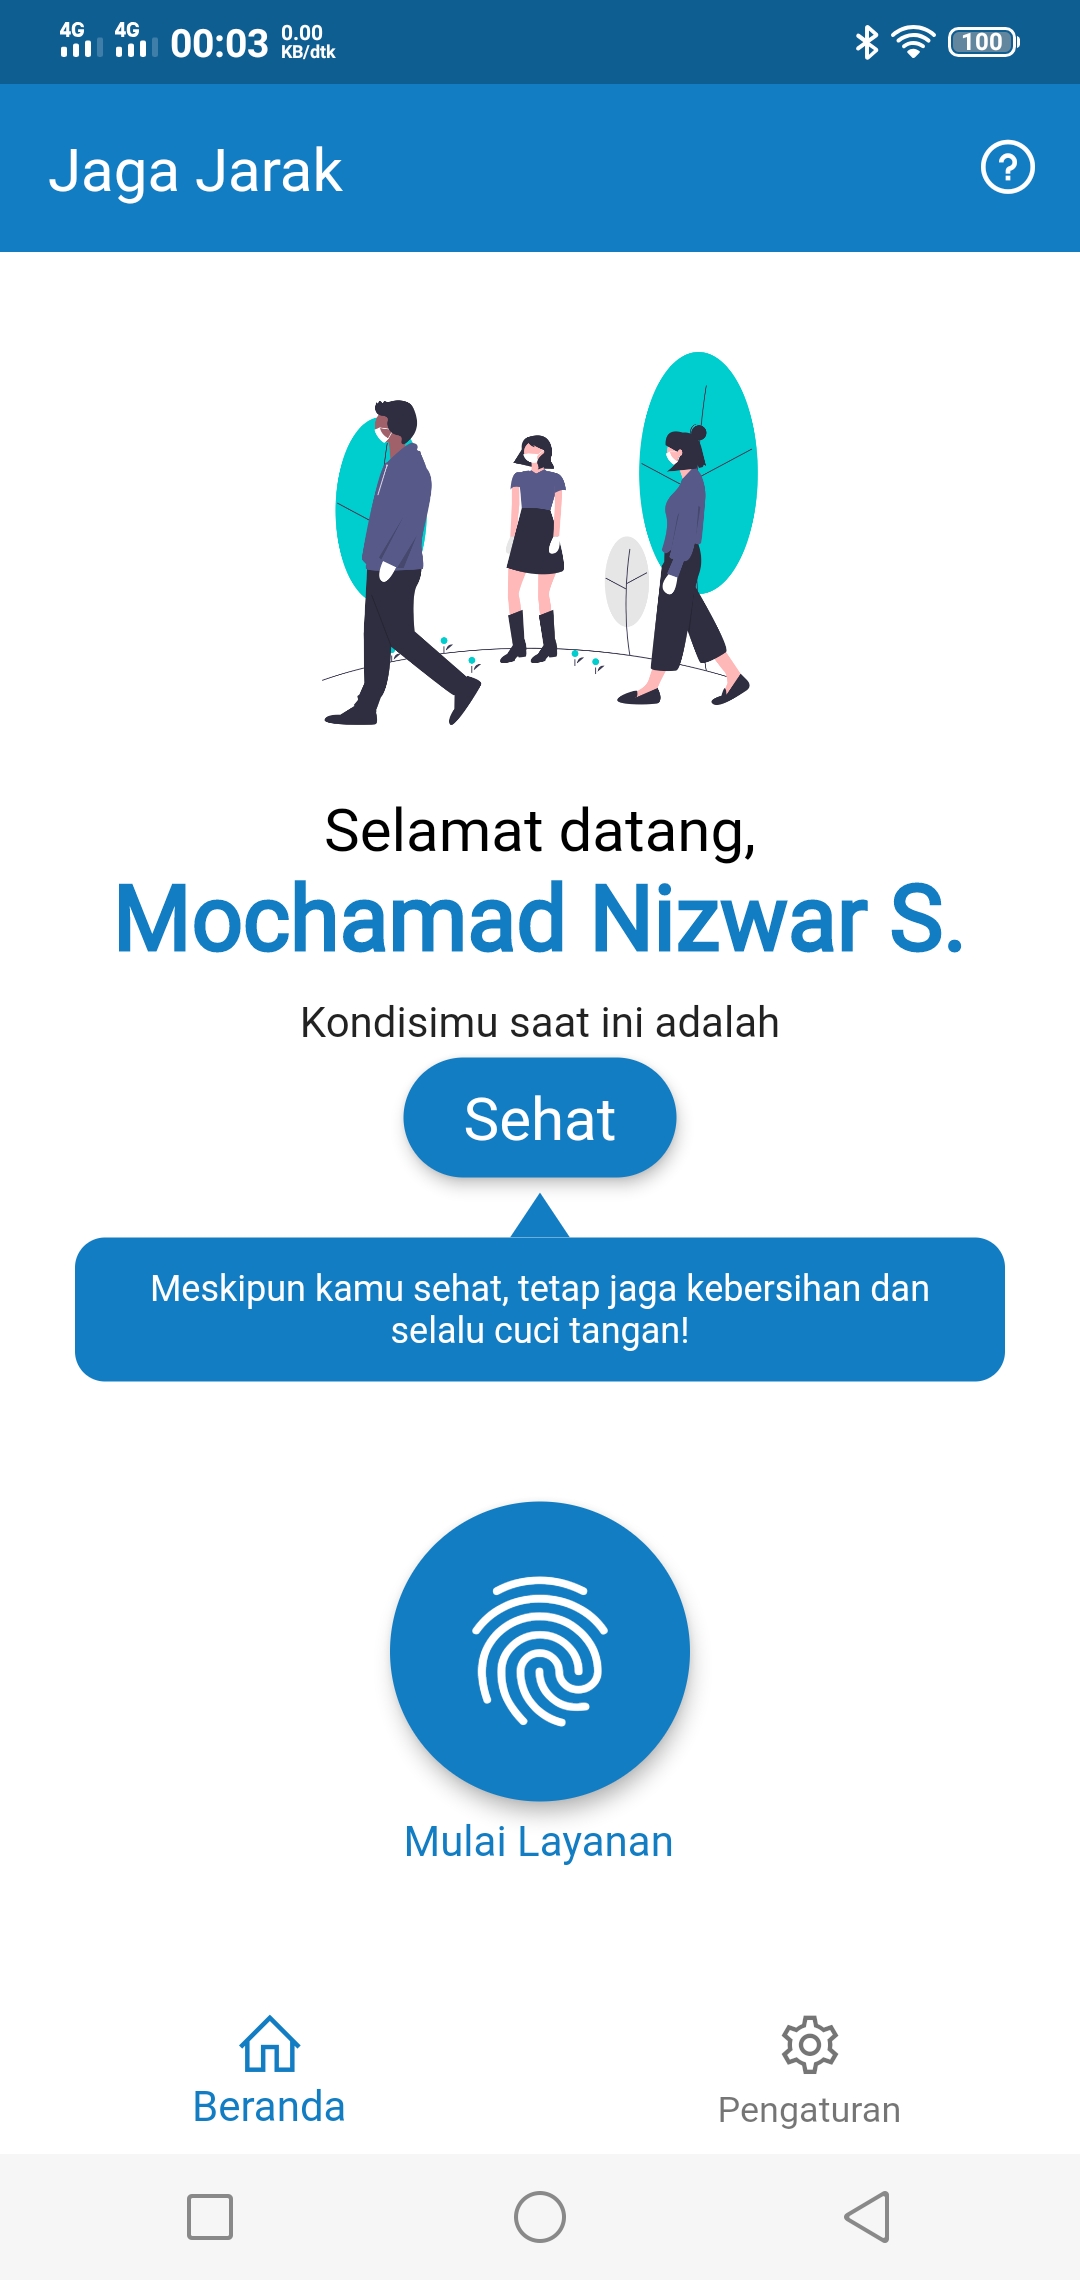 4G 4G 00:03 0.00 KB/dtk 100
Jaga Jarak
Selamat datang,
Mochamad Nizwar S.
Kondisimu saat ini adalah
Sehat
Meskipun kamu sehat, tetap jaga kebersihan dan
selalu cuci tangan!
Mulai Layanan
Beranda Pengaturan